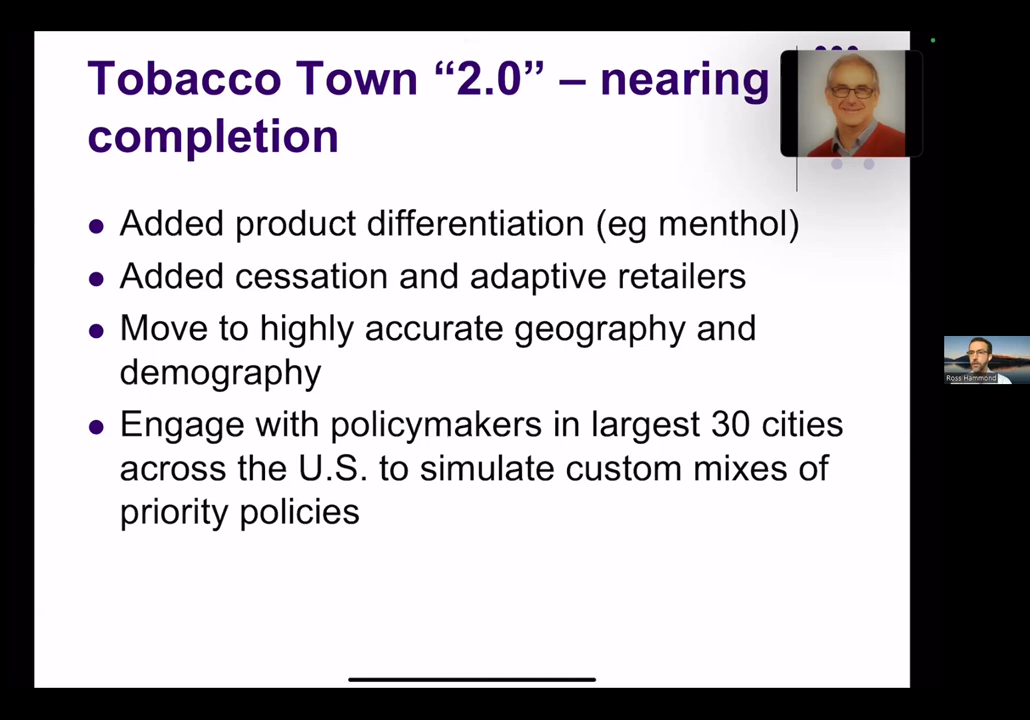 Tobacco Town “2.0” – nearing
completion
• Added product differentiation (eg menthol)
• Added cessation and adaptive retailers
• Move to highly accurate geography and
demography
• Engage with policymakers in largest 30 cities
across the U.S. to simulate custom mixes of
priority policies
Ross Hammond